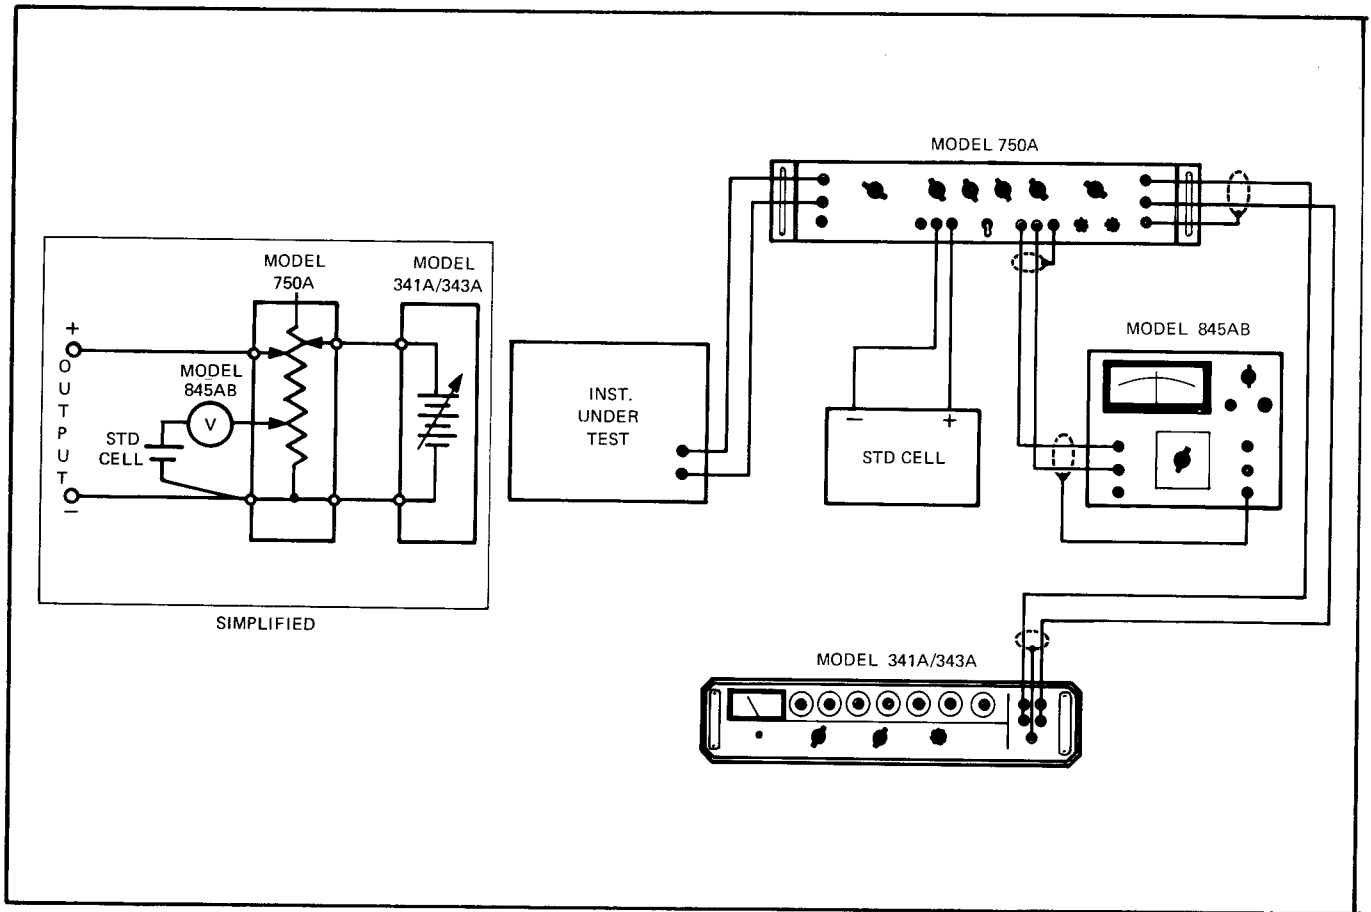 MODEL 750A
MODEL
750A
MODEL
341A/343A
+
OUTPUT
−
MODEL
845AB
V
STD
CELL
SIMPLIFIED
INST.
UNDER
TEST
− +
STD CELL
MODEL 845AB
MODEL 341A/343A